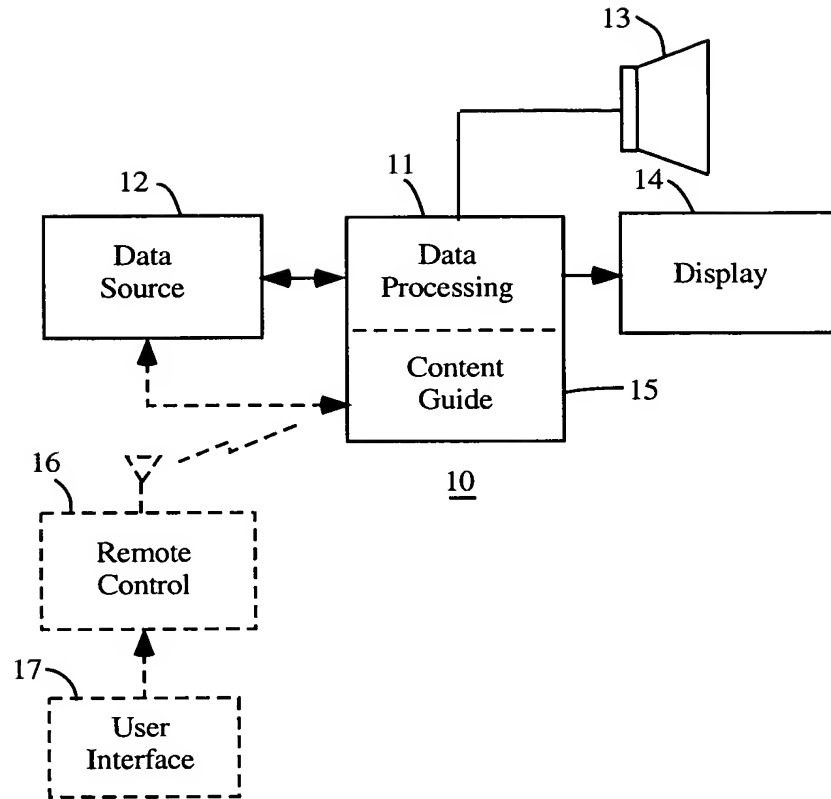 13
11
12
14
Data
Source
Data
Processing
Display
Content
Guide
15
10
16
Remote
Control
17
User
Interface